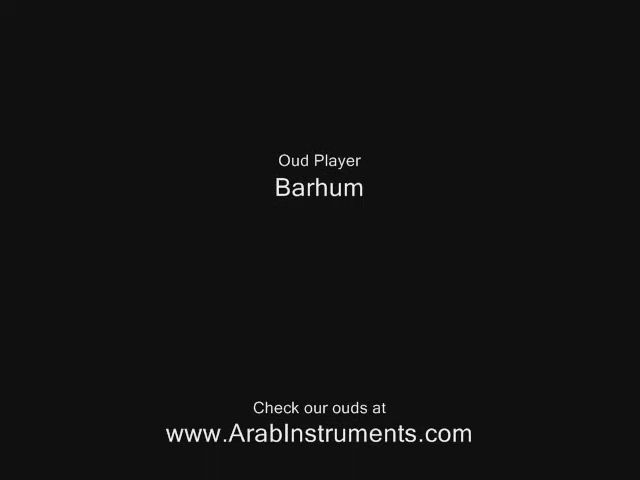 Oud Player
Barhum
Check our ouds at
www.ArabInstruments.com